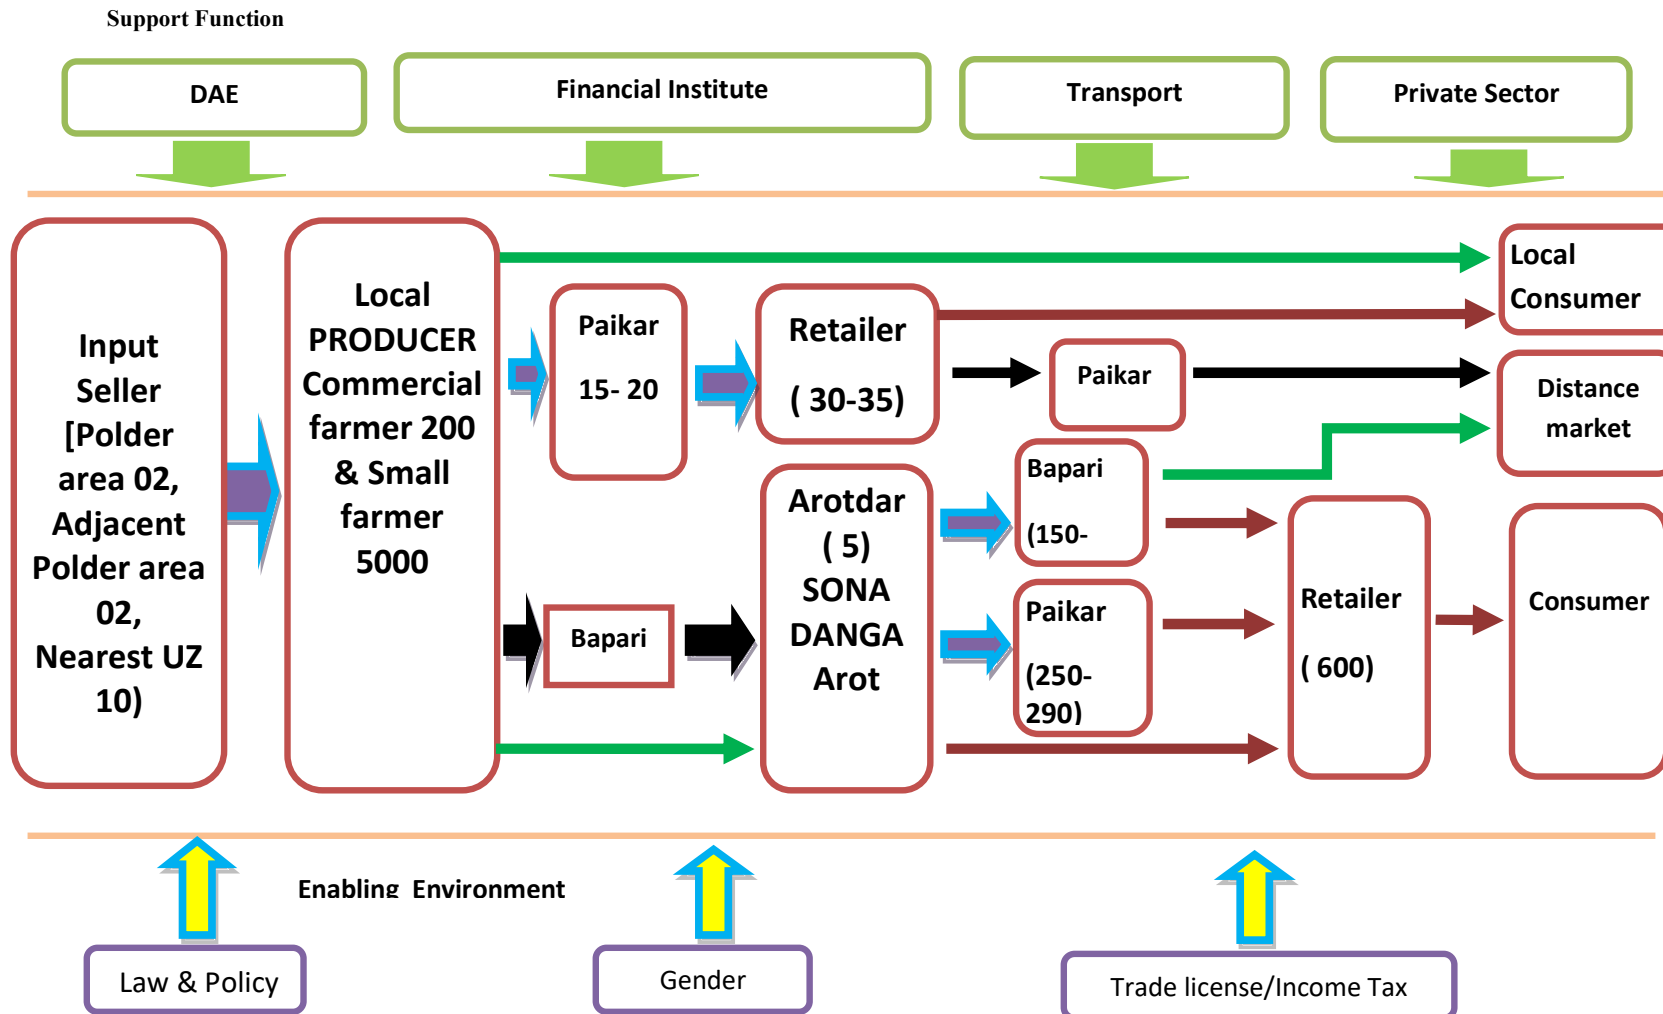 Support Function
DAE
Financial Institute
Transport
Private Sector
Input
Seller
[Polder
area 02,
Adjacent
Polder area
02,
Nearest UZ
10)
Local
PRODUCER
Commercial
farmer 200
& Small
farmer
5000
Paikar
15- 20
Retailer
( 30-35)
Paikar
Local
Consumer
Distance
market
Bapari
Arotdar
( 5)
SONA
DANGA
Arot
Bapari
(150-
Paikar
(250-
290)
Retailer
( 600)
Consumer
Enabling Environment
Law & Policy
Gender
Trade license/Income Tax